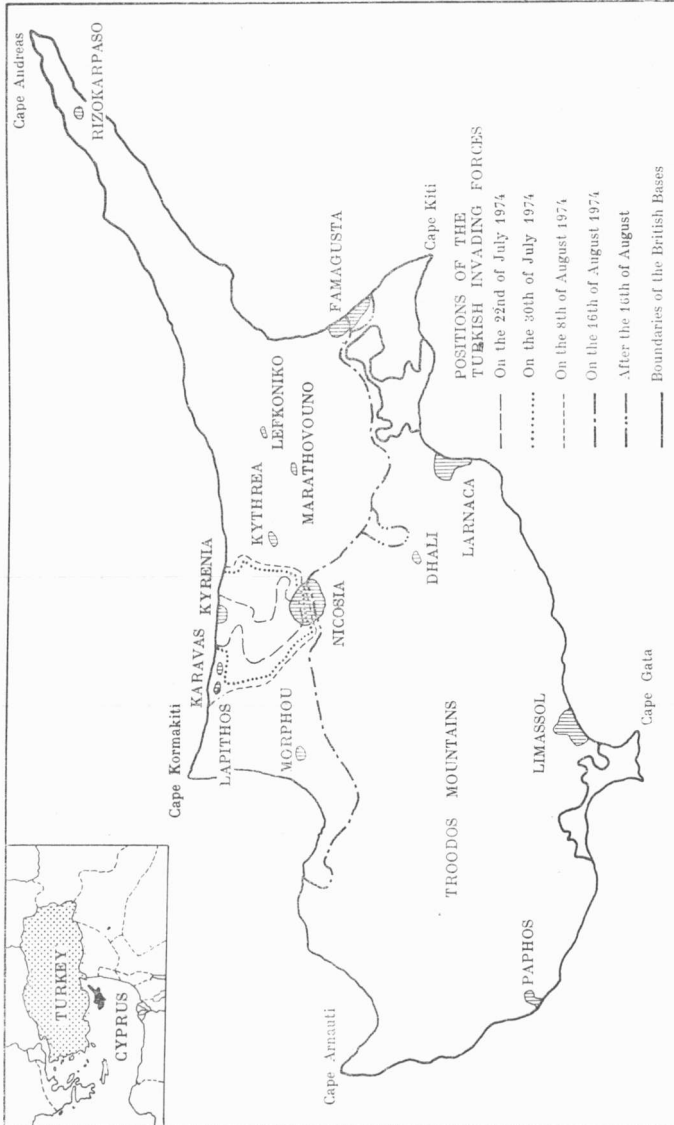 TURKEY
CYPRUS
Cape Andreas
RIZOKARPASO
Cape Kormakiti
KARAVAS
KYRENIA
LAPITHOS
KYTHREA
LEFKONIKO
MARATHOVOUNO
FAMAGUSTA
MORPHOU
NICOSIA
Cape Kiti
DHALI
LARNACA
Cape Arnauti
TROODOS MOUNTAINS
PAPHOS
LIMASSOL
Cape Gata
POSITIONS OF THE
TURKISH INVADING FORCES
On the 22nd of July 1974
On the 30th of July 1974
On the 8th of August 1974
On the 16th of August 1974
After the 16th of August
Boundaries of the British Bases